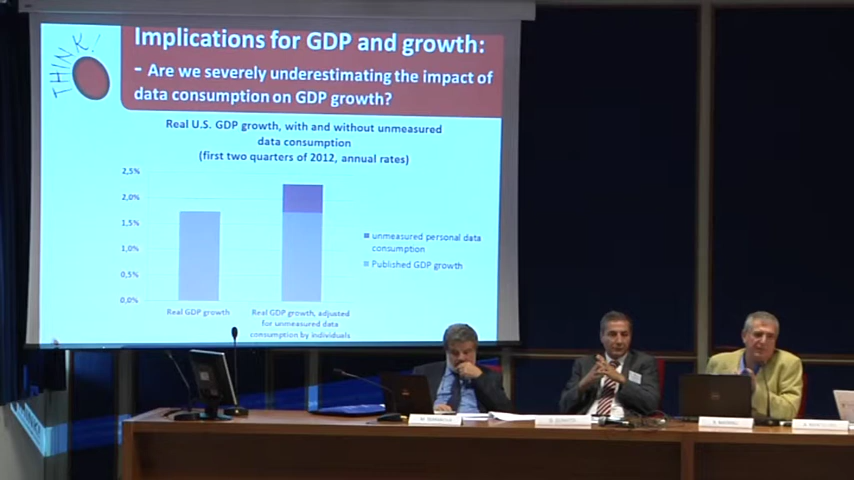 THINK!
Implications for GDP and growth:
- Are we severely underestimating the impact of
data consumption on GDP growth?
Real U.S. GDP growth, with and without unmeasured
data consumption
(first two quarters of 2012, annual rates)
2,5%
2,0%
1,5%
1,0%
0,5%
0,0%
Real GDP growth
Real GDP growth, adjusted
for unmeasured data
consumption by individuals
unmeasured personal data
consumption
Published GDP growth